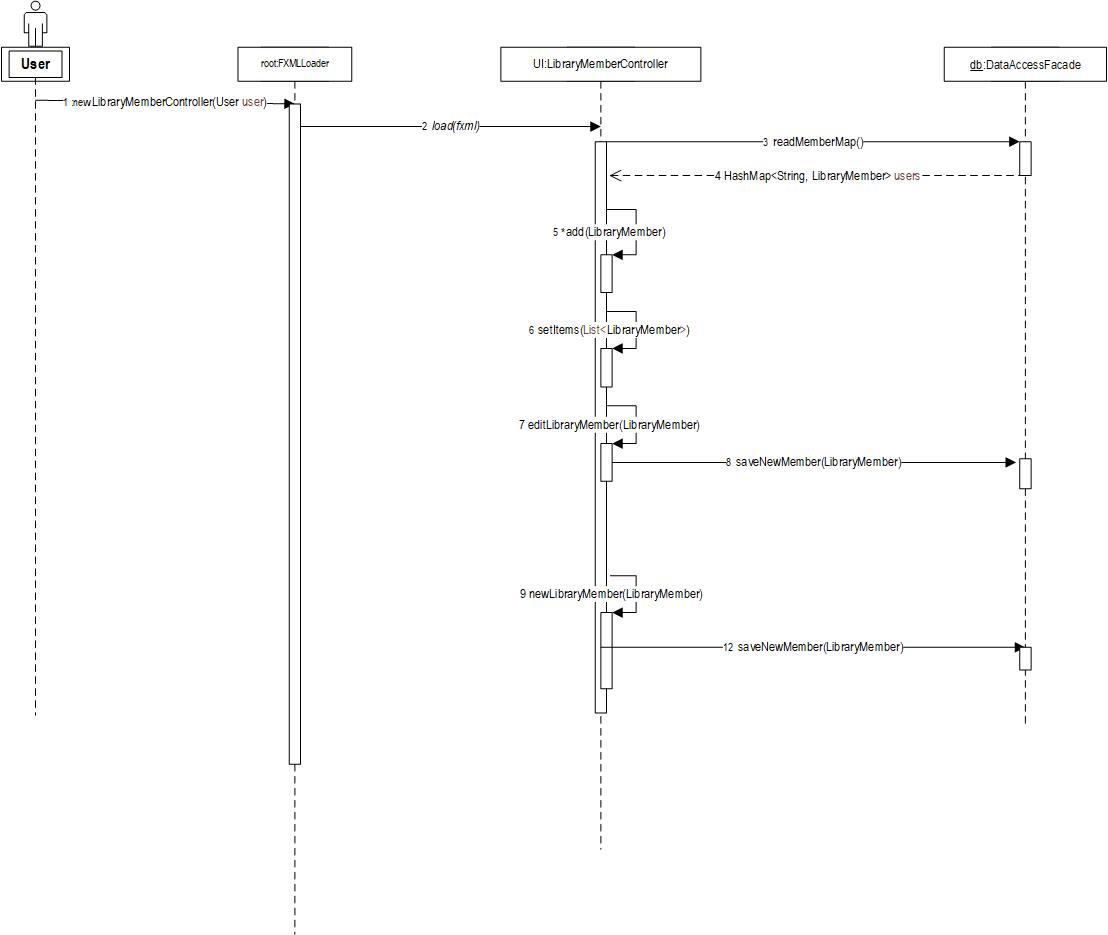 User
root:FXMLLoader
UI:LibraryMemberController
db:DataAccessFacade
1 :newLibraryMemberController(User user)
2 load(fxml)
3 readMemberMap()
4 HashMap<String, LibraryMember> users
5 *add(LibraryMember)
6 setItems(List<LibraryMember>)
7 editLibraryMember(LibraryMember)
8 saveNewMember(LibraryMember)
9 newLibraryMember(LibraryMember)
12 saveNewMember(LibraryMember)